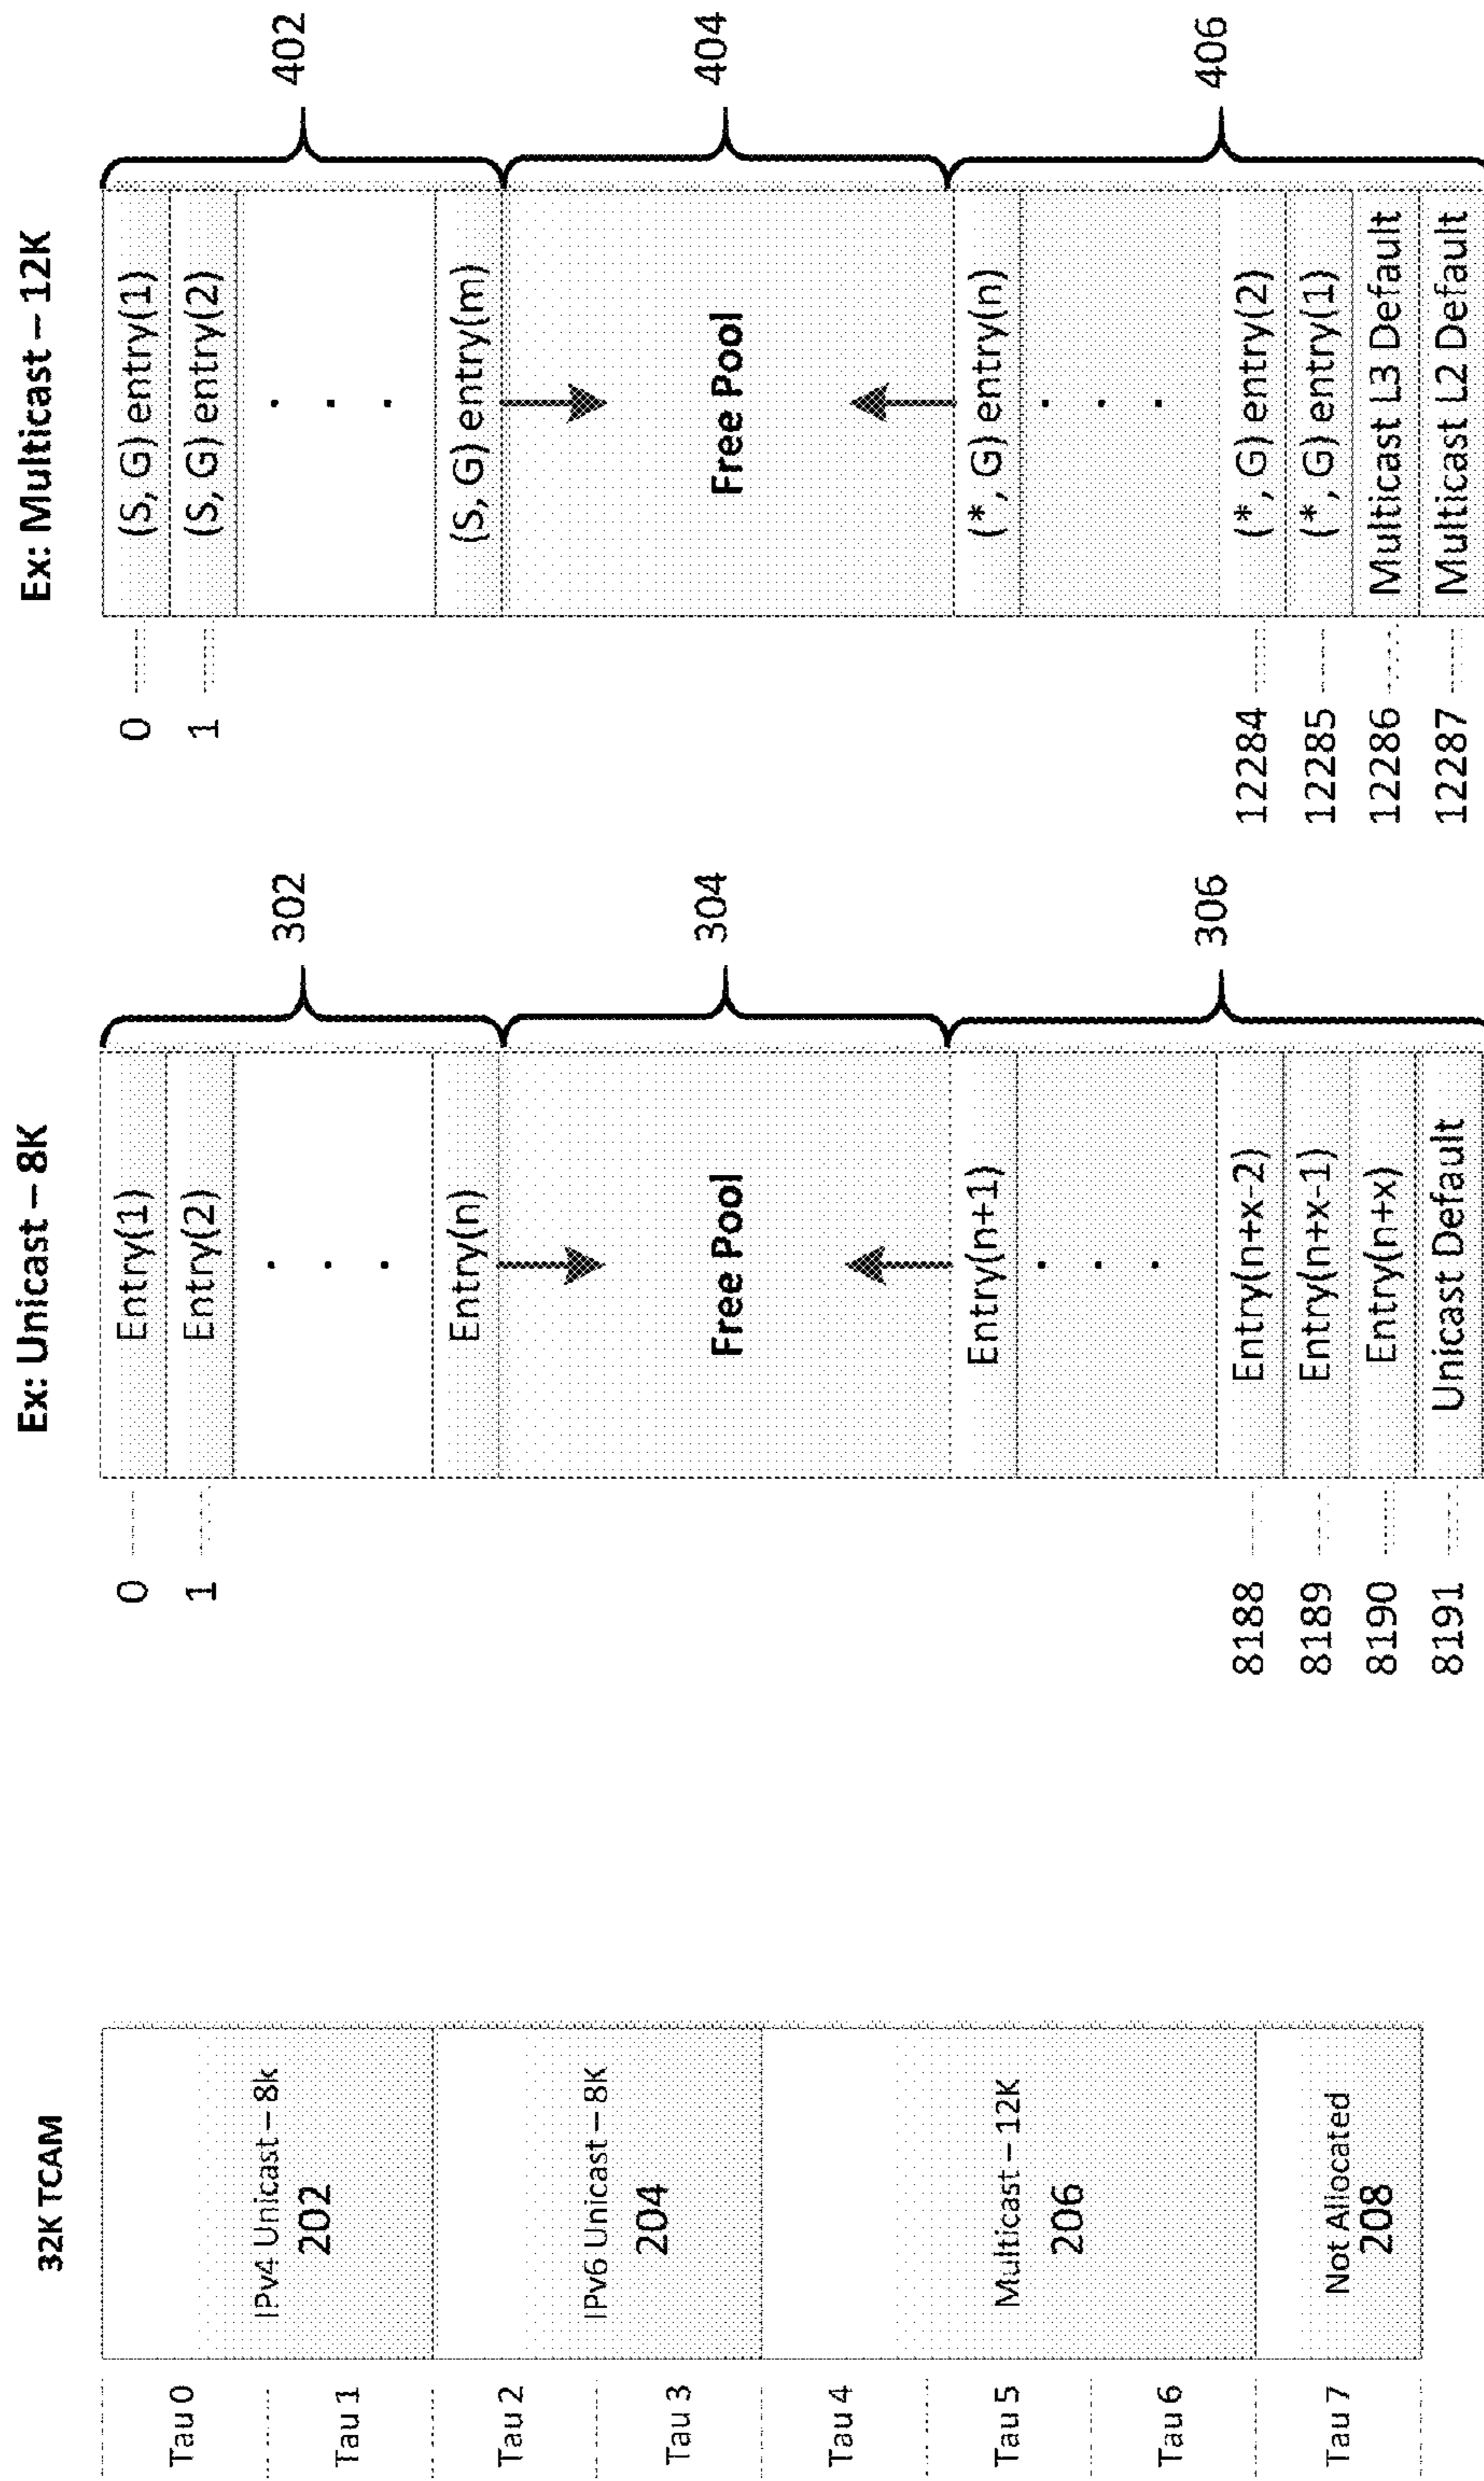 32K TCAM
Tau 0
Tau 1
Tau 2
Tau 3
Tau 4
Tau 5
Tau 6
Tau 7
IPv4 Unicast – 8k
202
IPv6 Unicast – 8K
204
Multicast – 12K
206
Not Allocated
208
Ex: Unicast – 8K
0
1
8188
8189
8190
8191
Entry(1)
Entry(2)
. . .
Entry(n)
Free Pool
Entry(n+1)
. . .
Entry(n+x-2)
Entry(n+x-1)
Entry(n+x)
Unicast Default
302
304
306
Ex: Multicast – 12K
0
1
12284
12285
12286
12287
(S, G) entry(1)
(S, G) entry(2)
. . .
(S, G) entry(m)
Free Pool
(*, G) entry(n)
. . .
(*, G) entry(2)
(*, G) entry(1)
Multicast L3 Default
Multicast L2 Default
402
404
406